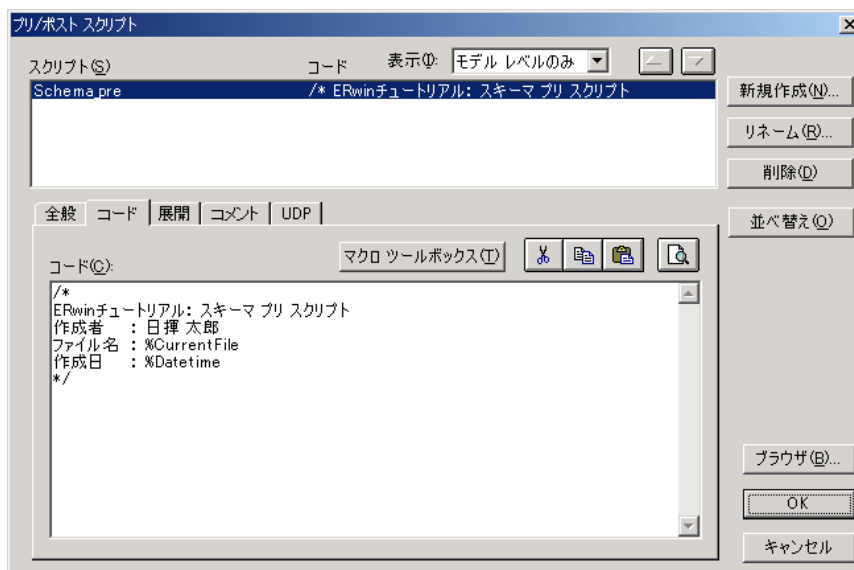 プリ/ポスト スクリプト
スクリプト(S) コード 表示(I): モデル レベルのみ
Schema_pre /* ERwinチュートリアル: スキーマ プリ スクリプト
新規作成(N)...
リネーム(R)...
削除(D)
並べ替え(O)
全般 コード 展開 コメント UDP
コード(C): マクロ ツールボックス(T)
/*
ERwinチュートリアル: スキーマ プリ スクリプト
作成者 : 日揮 太郎
ファイル名 : %CurrentFile
作成日 : %Datetime
*/
ブラウザ(B)...
OK
キャンセル